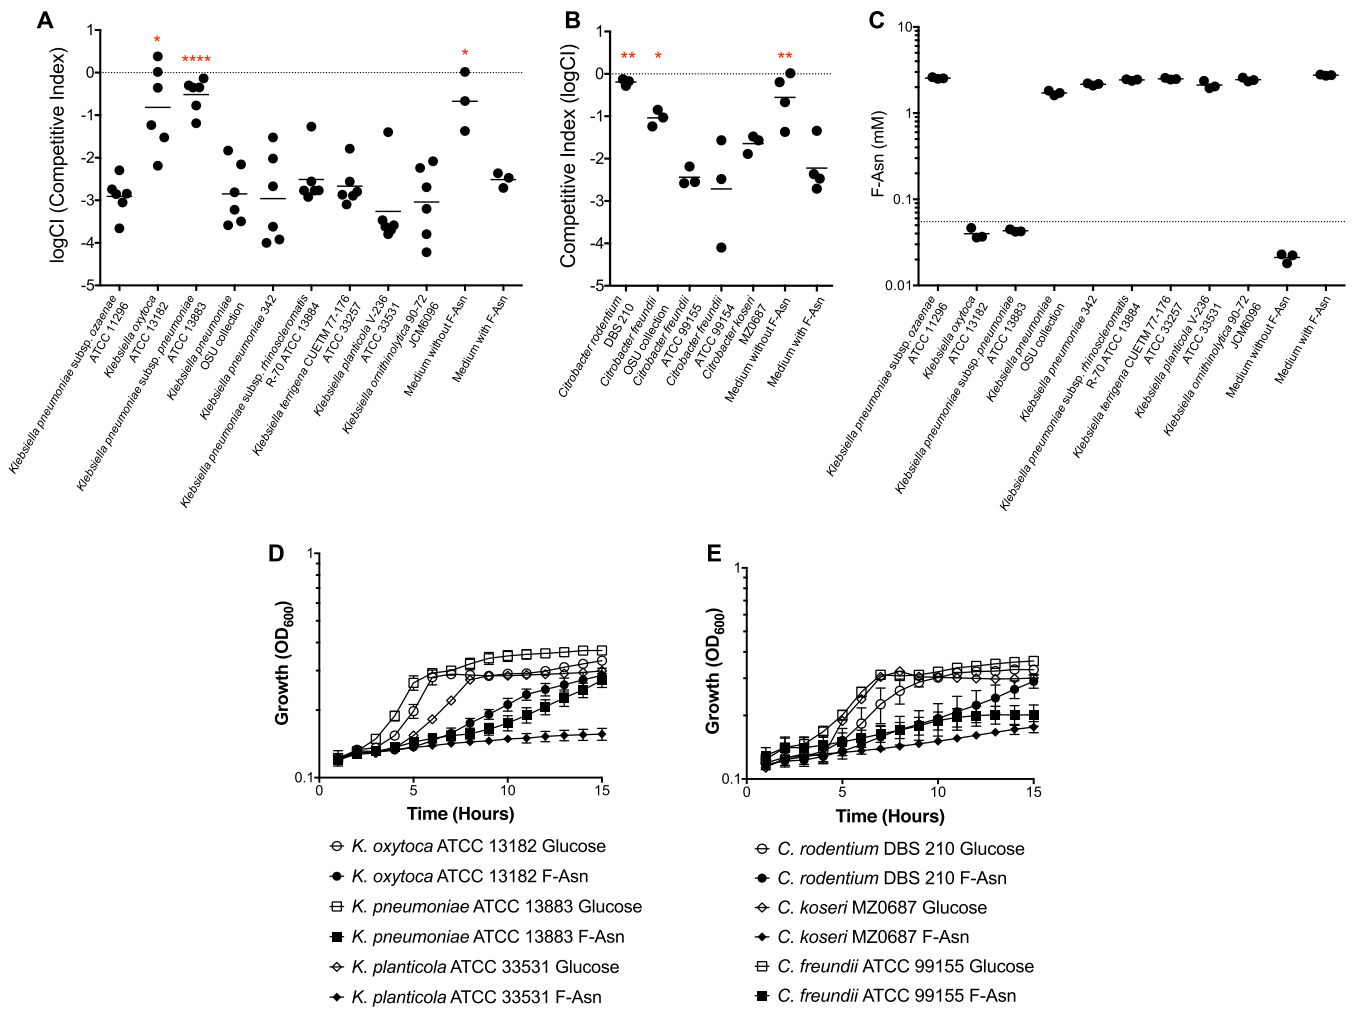 A
logCI (Competitive Index)
1
0
-1
-2
-3
-4
-5
*
****
*
Klebsiella pneumoniae subsp. ozaenae
ATCC 11296
Klebsiella oxytoca
ATCC 13182
Klebsiella pneumoniae subsp. pneumoniae
ATCC 13883
Klebsiella pneumoniae
OSU collection
Klebsiella pneumoniae 342
Klebsiella pneumoniae subsp. rhinoscleromatis
R-70 ATCC 13884
Klebsiella terrigena CUETM 77-176
ATCC 33257
Klebsiella planticola V-236
ATCC 33531
Klebsiella ornithinolytica 90-72
JCM6096
Medium without F-Asn
Medium with F-Asn
B
Competitive Index (logCI)
1
0
-1
-2
-3
-4
-5
**
*
**
Citrobacter rodentium
DBS 210
Citrobacter freundii
OSU collection
Citrobacter freundii
ATCC 99155
Citrobacter freundii
ATCC 99154
Citrobacter koseri
MZ0687
Medium without F-Asn
Medium with F-Asn
C
F-Asn (mM)
10
1
0.1
0.01
Klebsiella pneumoniae subsp. ozaenae
ATCC 11296
Klebsiella oxytoca
ATCC 13182
Klebsiella pneumoniae subsp. pneumoniae
ATCC 13883
Klebsiella pneumoniae
OSU collection
Klebsiella pneumoniae 342
Klebsiella pneumoniae subsp. rhinoscleromatis
R-70 ATCC 13884
Klebsiella terrigena CUETM 77-176
ATCC 33257
Klebsiella planticola V-236
ATCC 33531
Klebsiella ornithinolytica 90-72
JCM6096
Medium without F-Asn
Medium with F-Asn
D
Growth (OD600)
1
0.1
0
5
10
15
Time (Hours)
K. oxytoca ATCC 13182 Glucose
K. oxytoca ATCC 13182 F-Asn
K. pneumoniae ATCC 13883 Glucose
K. pneumoniae ATCC 13883 F-Asn
K. planticola ATCC 33531 Glucose
K. planticola ATCC 33531 F-Asn
E
Growth (OD600)
1
0.1
0
5
10
15
Time (Hours)
C. rodentium DBS 210 Glucose
C. rodentium DBS 210 F-Asn
C. koseri MZ0687 Glucose
C. koseri MZ0687 F-Asn
C. freundii ATCC 99155 Glucose
C. freundii ATCC 99155 F-Asn